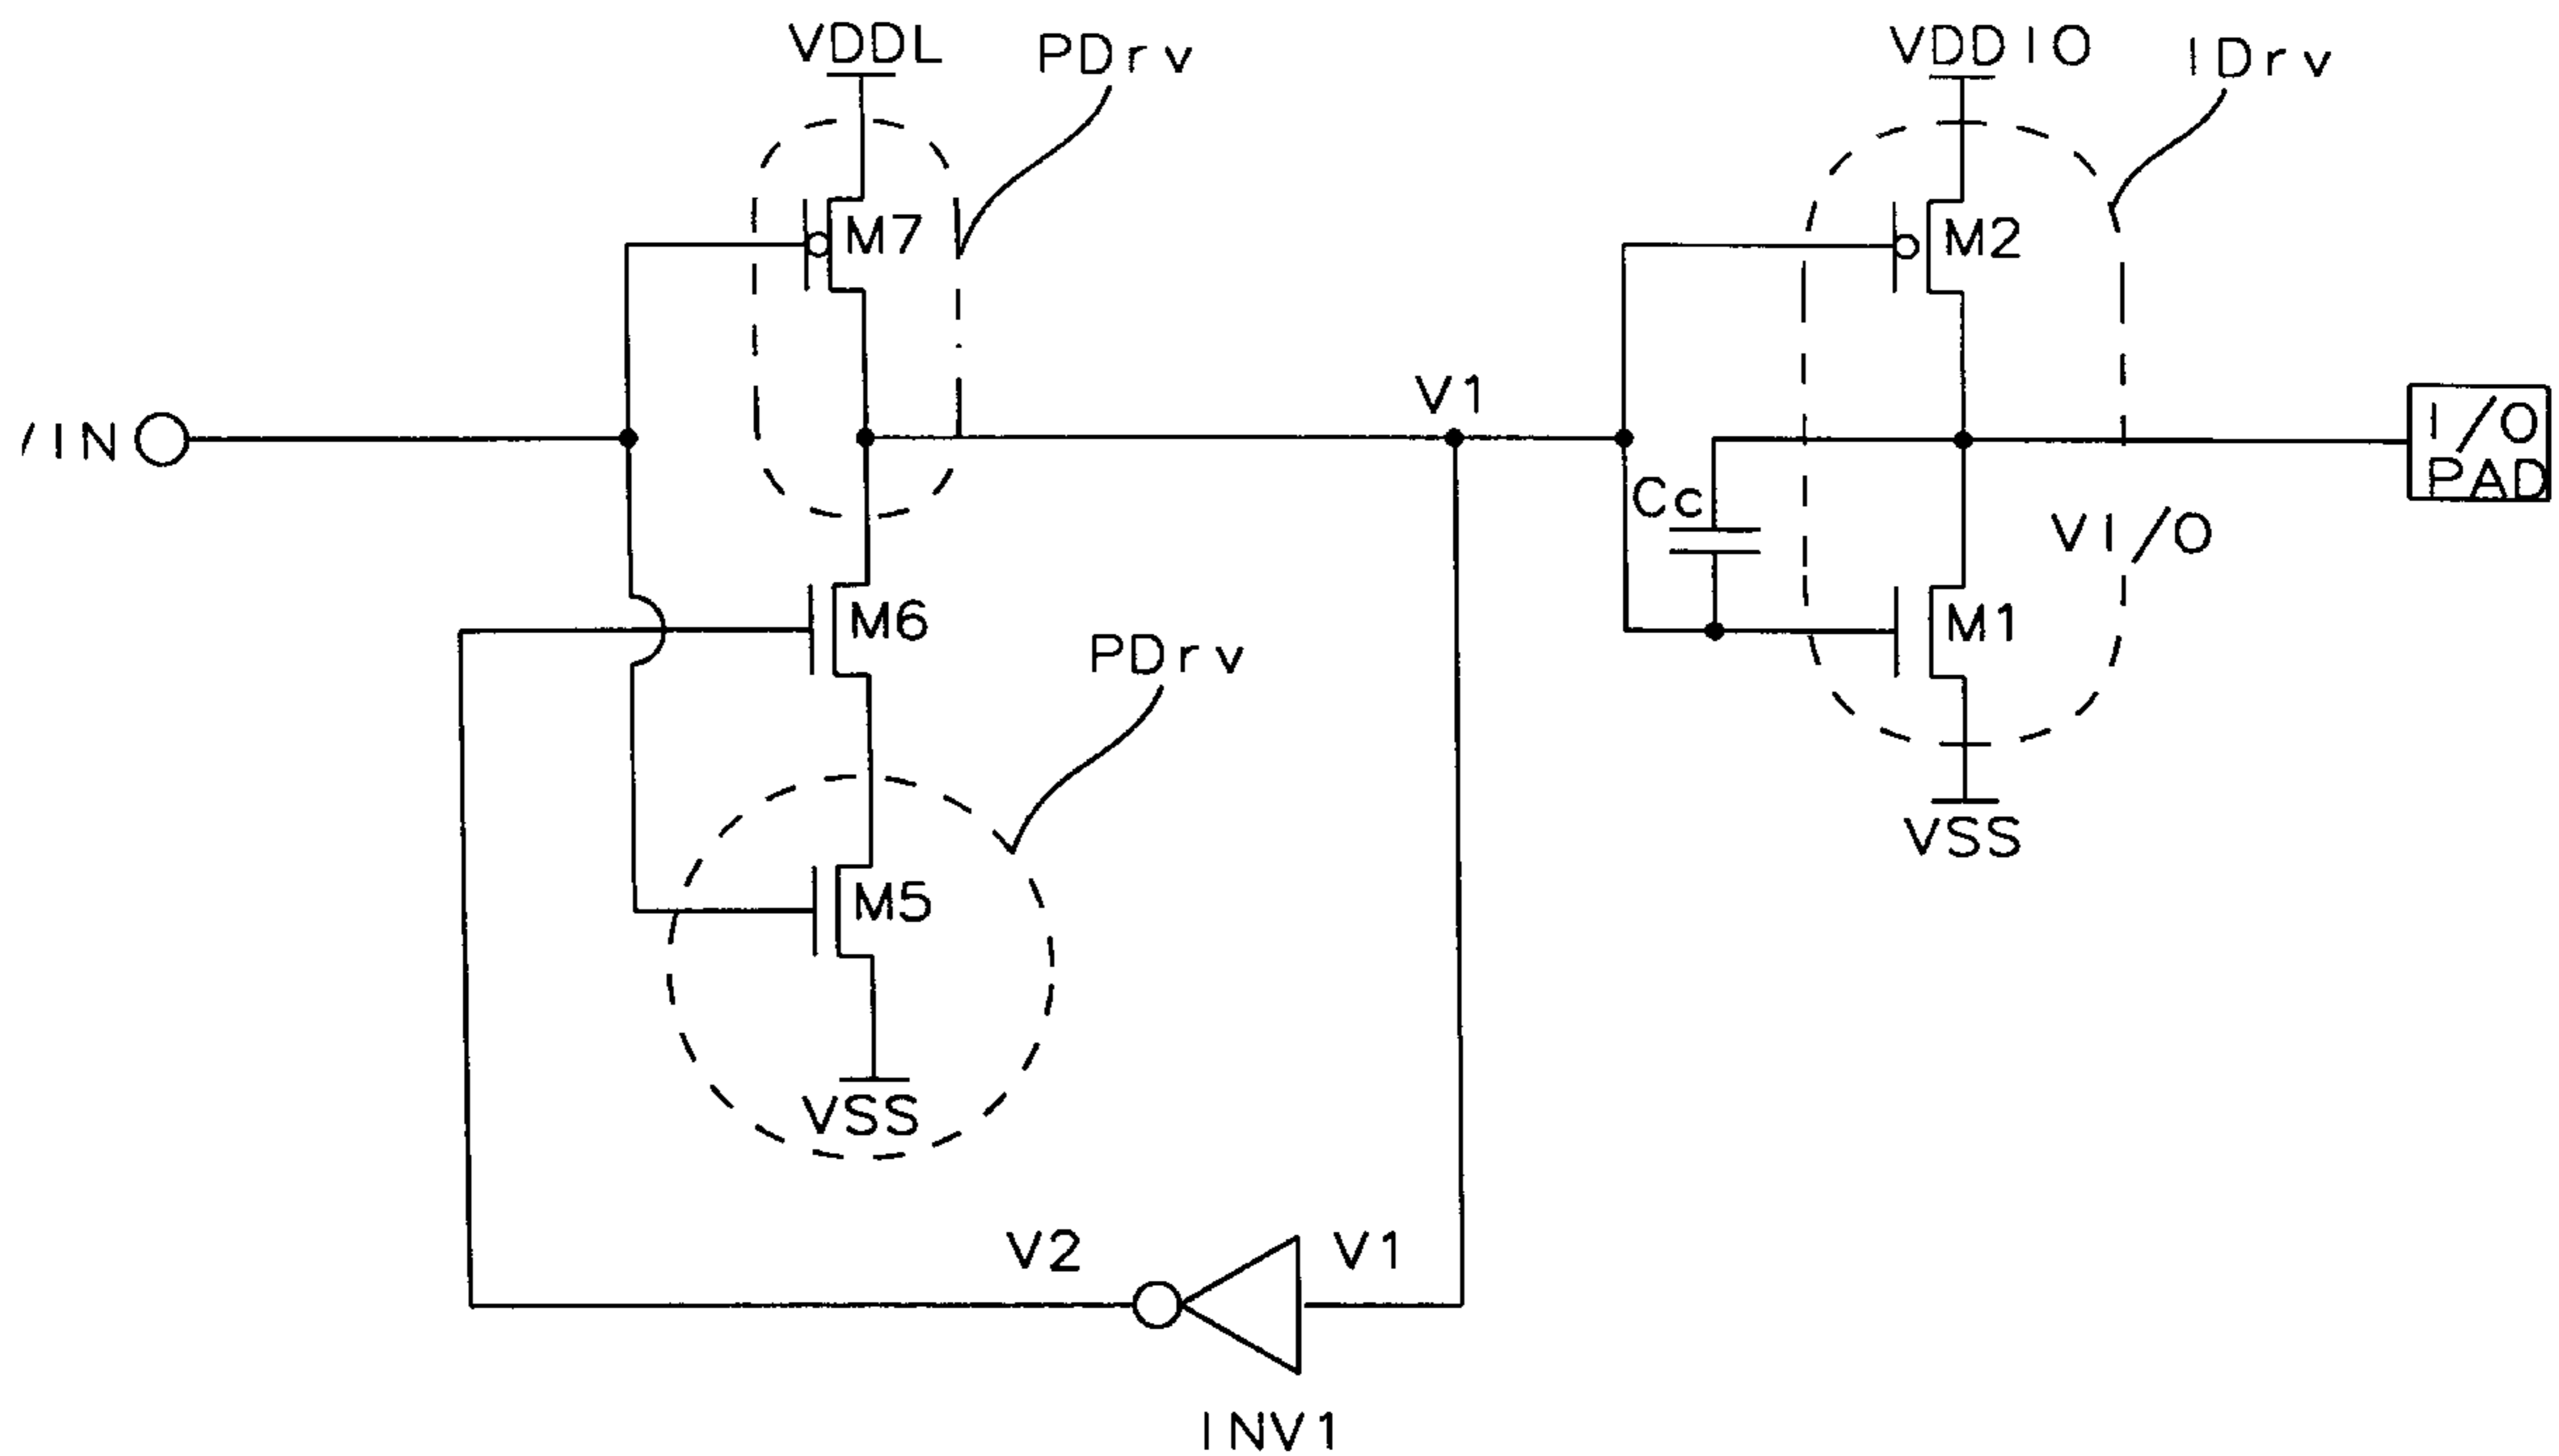 VDDL
PDrv
VDDIO
IDrv
M7
M2
V1
/IN
I/O
PAD
Cc
VI/O
M6
M1
PDrv
VSS
M5
VSS
V2
V1
INV1